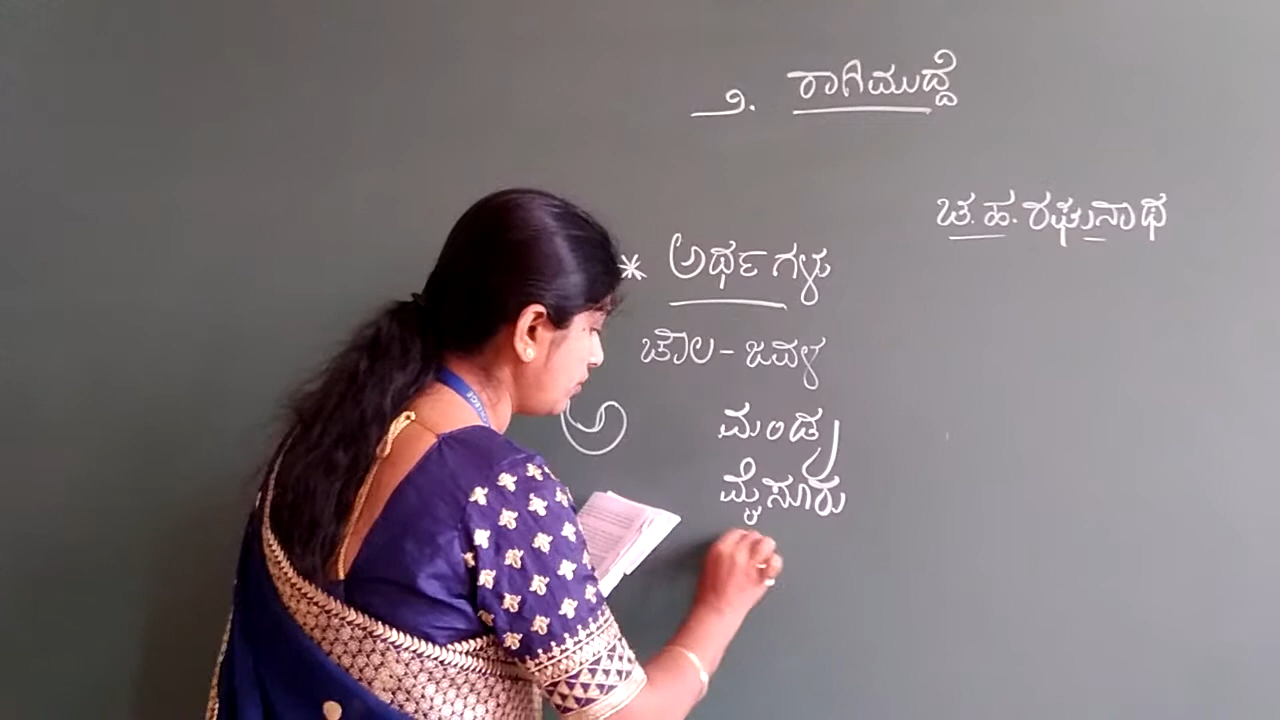 ೨. ರಾಗಿಮುದ್ದೆ
ಚ. ಹ. ರಘುನಾಥ
* ಅರ್ಥಗಳು
ಚೌಲ - ಜವಳ
ಅ ಮಂಡ್ಯ
ಮೈಸೂರು